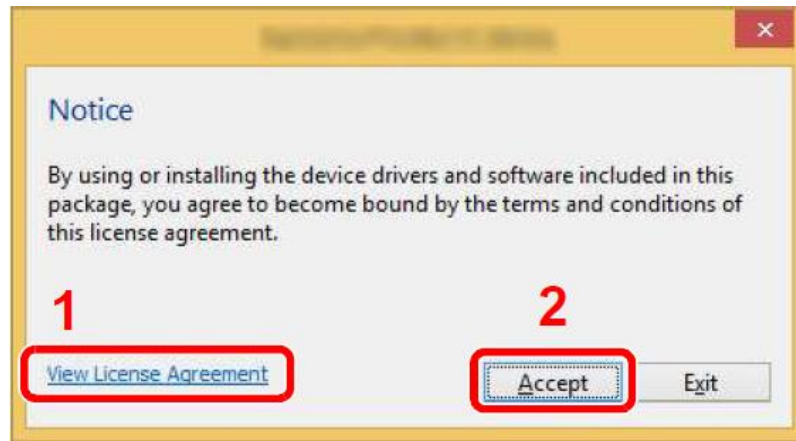 Notice
By using or installing the device drivers and software included in this
package, you agree to become bound by the terms and conditions of
this license agreement.
1
2
View License Agreement
Accept
Exit